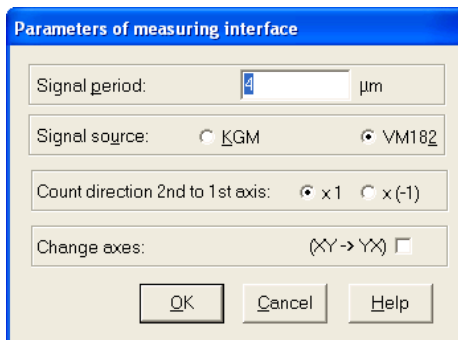 Parameters of measuring interface
Signal period: 4 µm
Signal source: KGM VM182
Count direction 2nd to 1st axis: x 1 x (-1)
Change axes: (XY -> YX)
OK Cancel Help